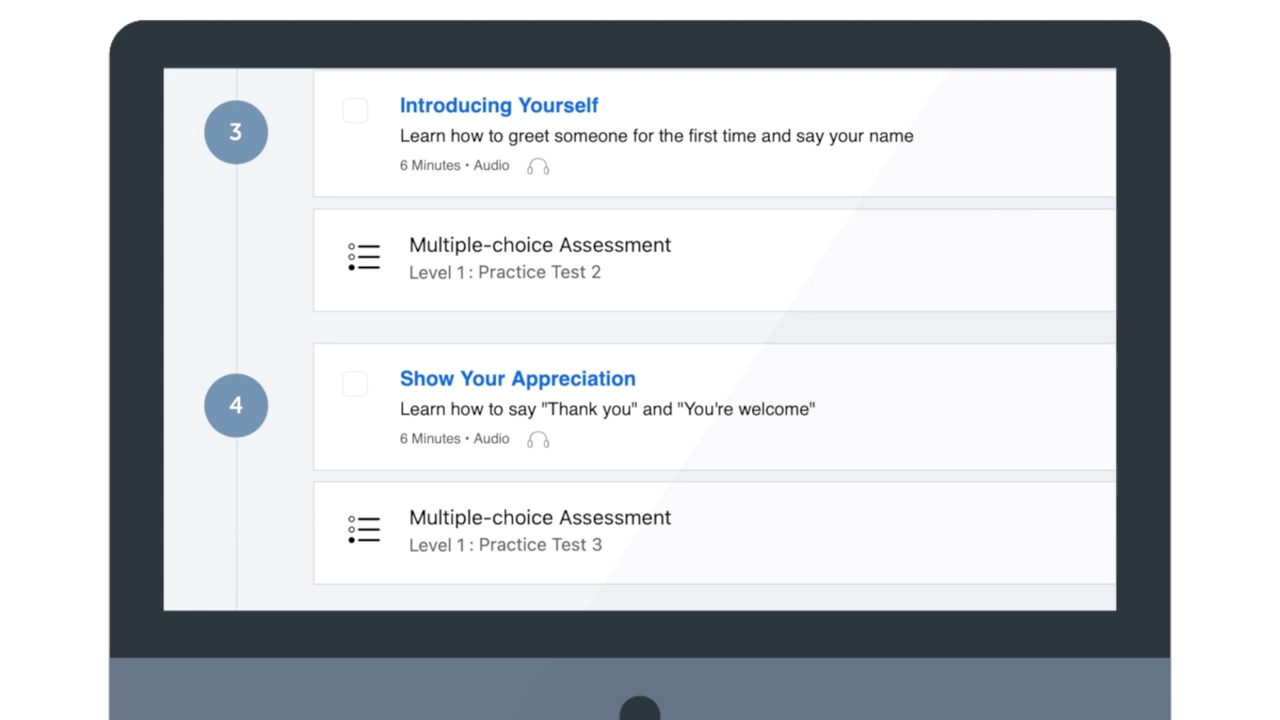 3
Introducing Yourself
Learn how to greet someone for the first time and say your name
6 Minutes • Audio
Multiple-choice Assessment
Level 1: Practice Test 2
4
Show Your Appreciation
Learn how to say "Thank you" and "You're welcome"
6 Minutes • Audio
Multiple-choice Assessment
Level 1: Practice Test 3